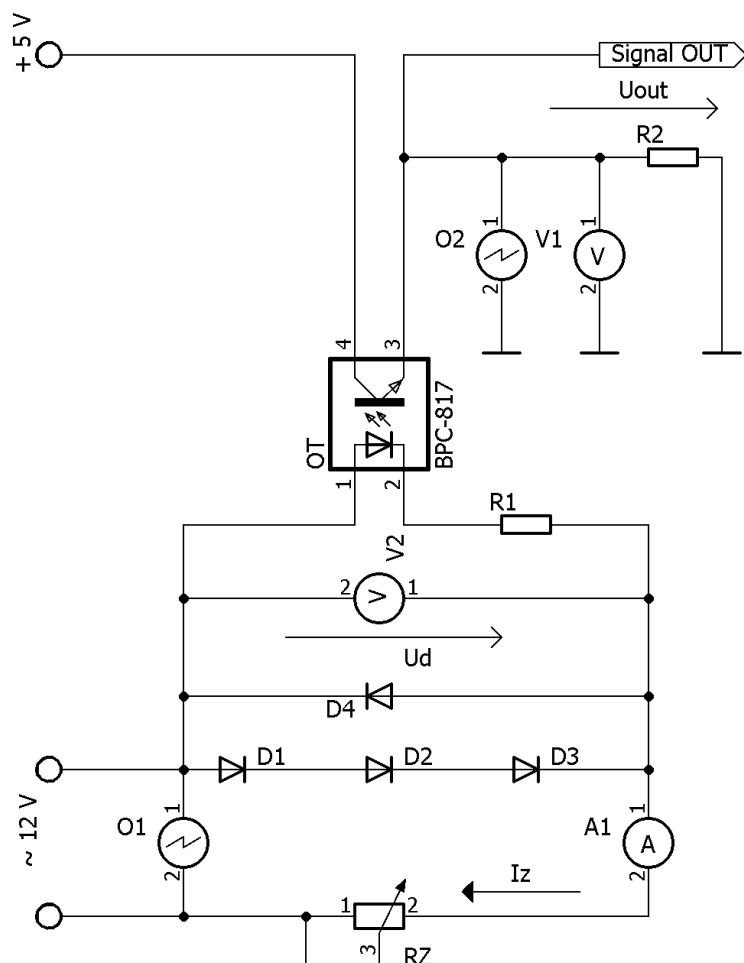 + 5 V
Signal OUT
Uout
R2
1
1
O2
V1
V
2
2
4
3
OT
BPC-817
1
2
R1
V2
2
V
1
Ud
D4
D1
D2
D3
~ 12 V
1
O1
2
1
A1
A
2
Iz
1
2
3
RZ